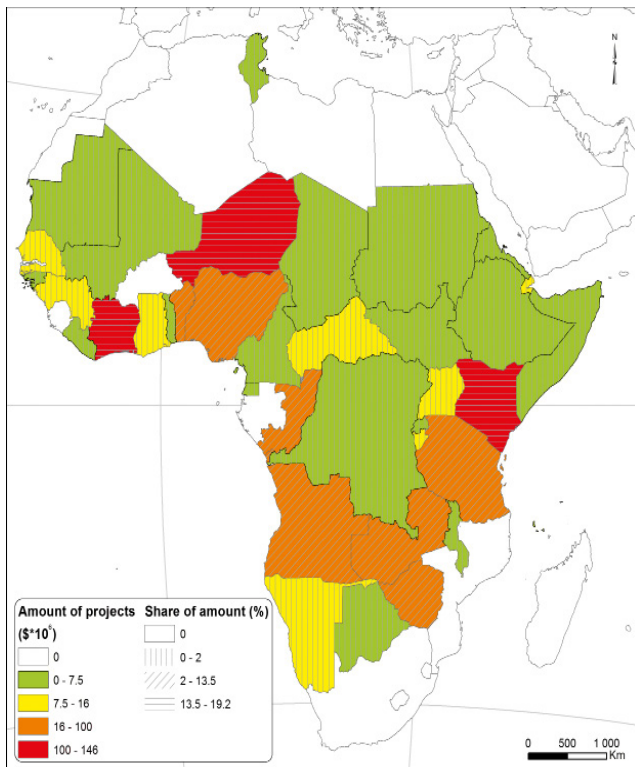 N
Amount of projects
($*10⁶)
0
0 - 7.5
7.5 - 16
16 - 100
100 - 146
Share of amount (%)
0
0 - 2
2 - 13.5
13.5 - 19.2
0 500 1 000
Km